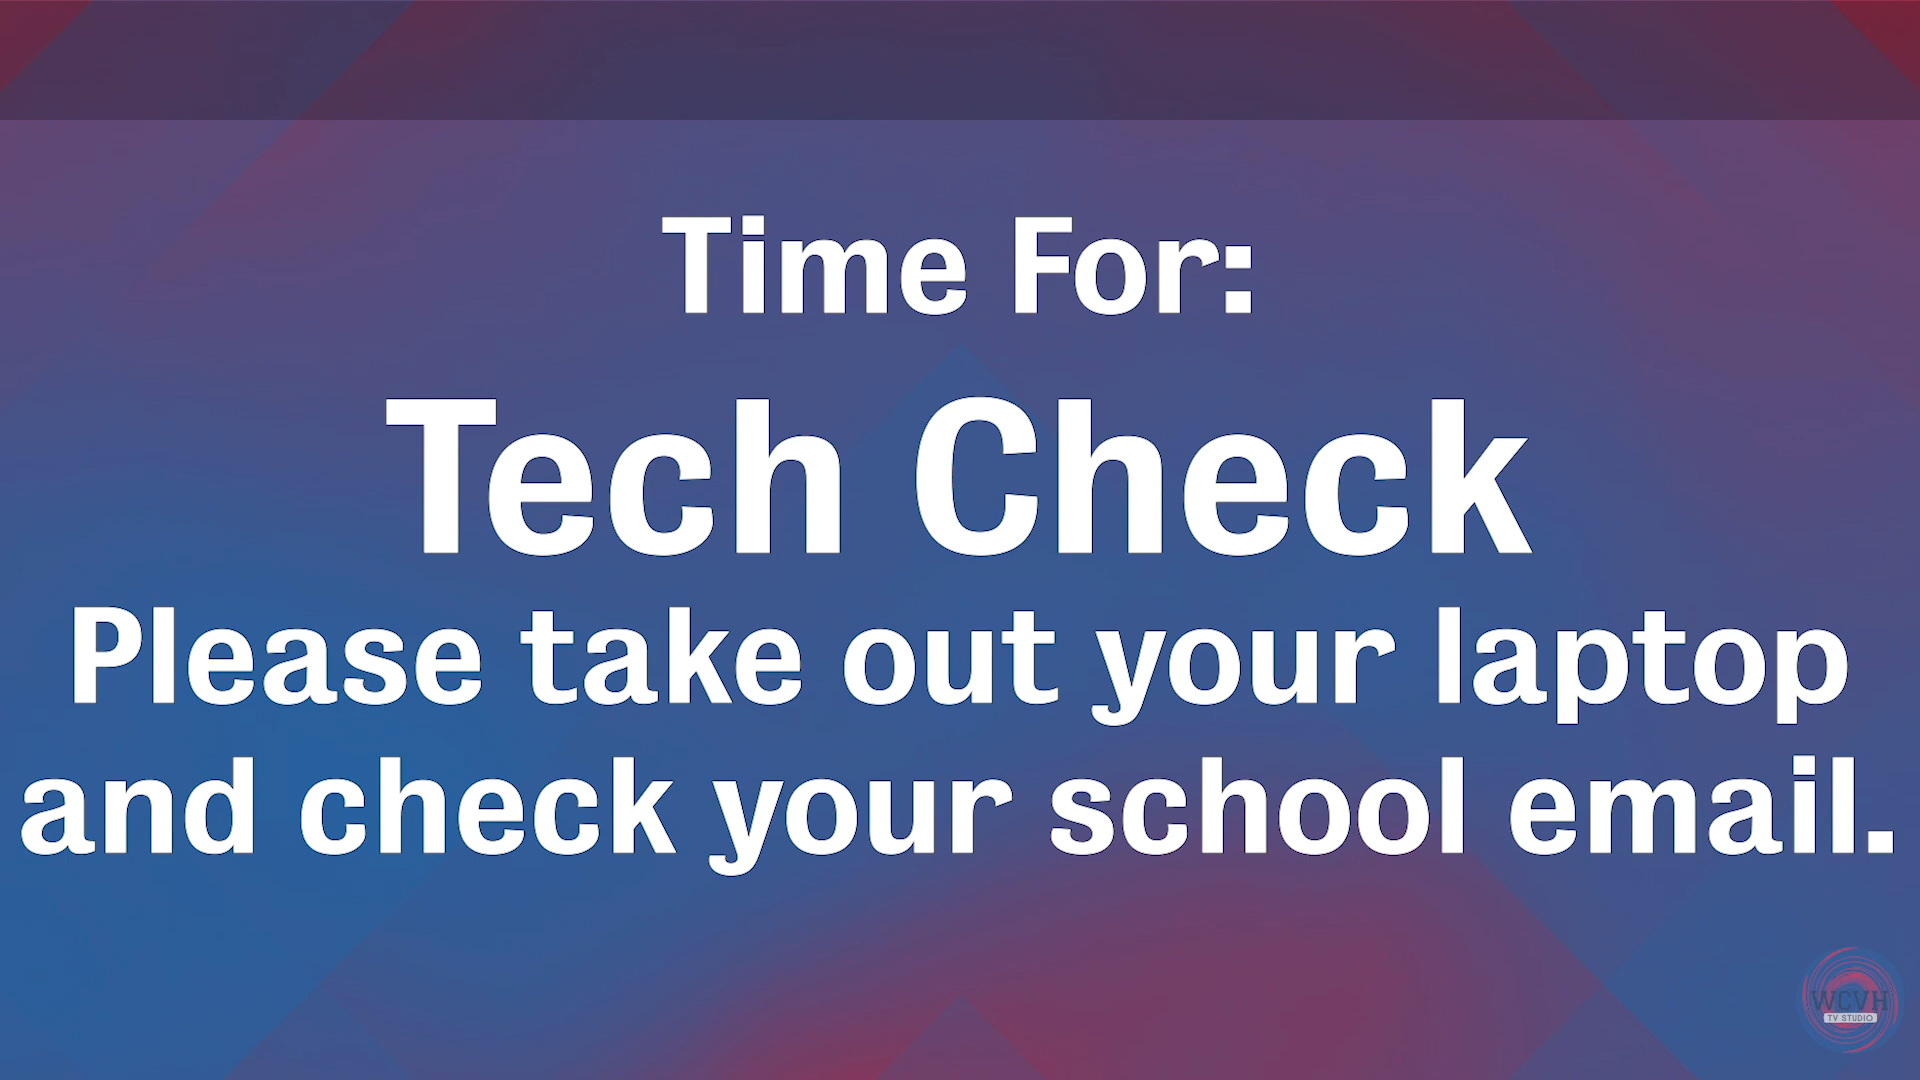 Time For:
Tech Check
Please take out your laptop
and check your school email.
WCVH
TV STUDIO